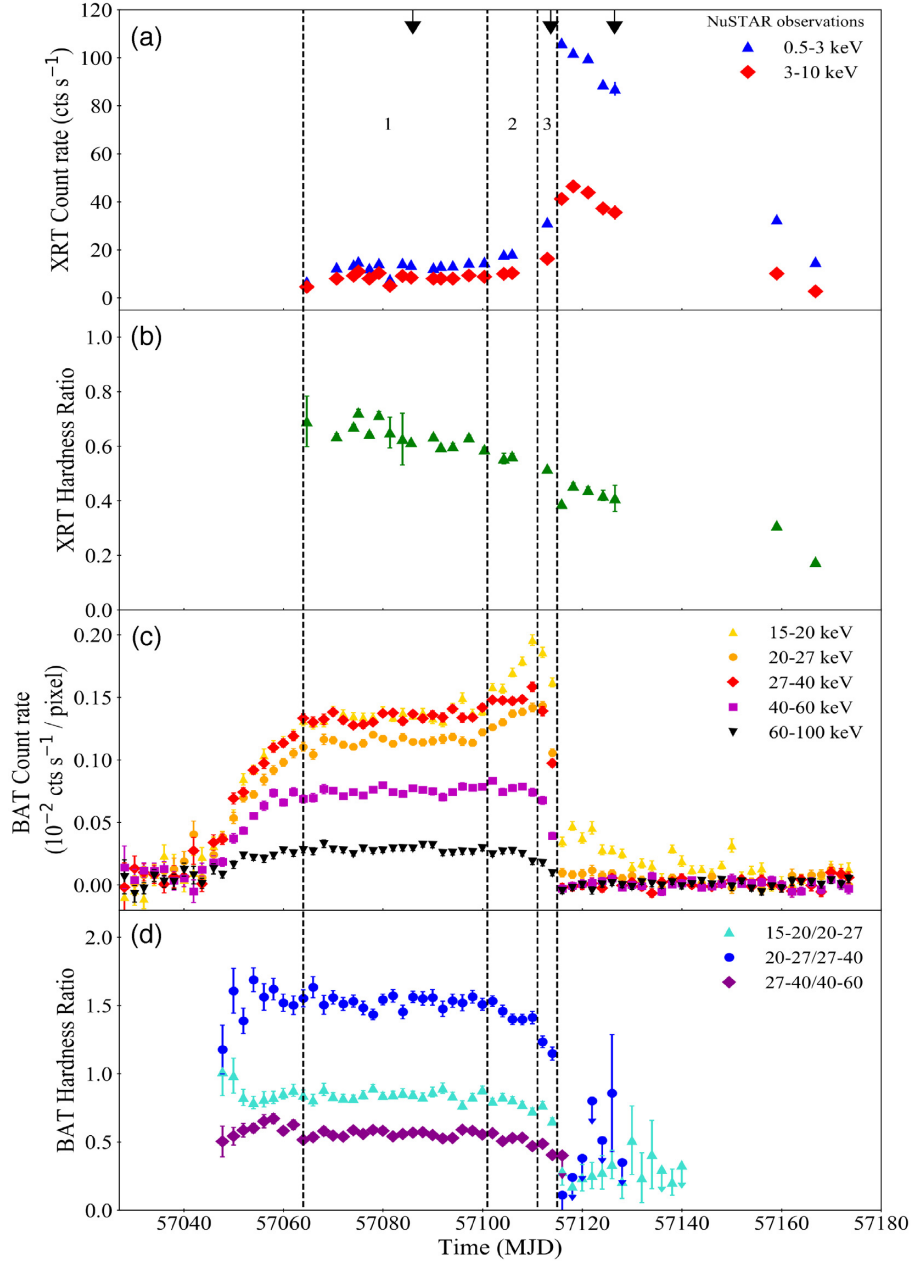 (a)
NuSTAR observations
0.5-3 keV
3-10 keV
1
2
3
120
100
80
60
40
20
0
XRT Count rate (cts s⁻¹)
(b)
1.0
0.8
0.6
0.4
0.2
0.0
XRT Hardness Ratio
(c)
15-20 keV
20-27 keV
27-40 keV
40-60 keV
60-100 keV
0.20
0.15
0.10
0.05
0.00
BAT Count rate
(10⁻² cts s⁻¹ / pixel)
(d)
15-20/20-27
20-27/27-40
27-40/40-60
2.0
1.5
1.0
0.5
0.0
BAT Hardness Ratio
57040 57060 57080 57100 57120 57140 57160 57180
Time (MJD)